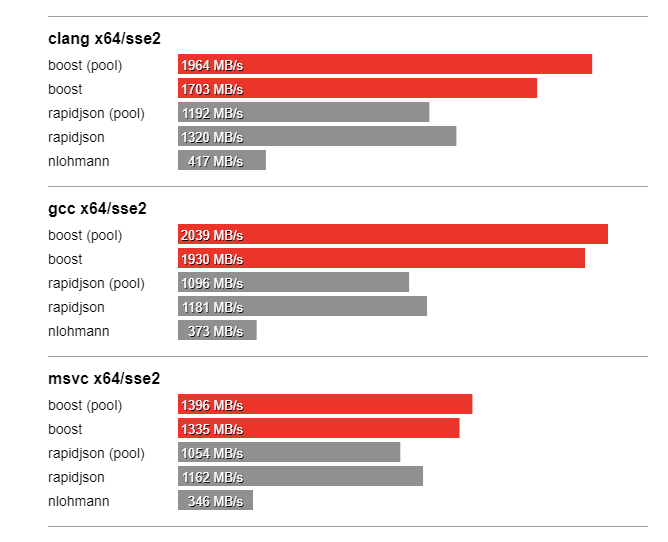 clang x64/sse2
boost (pool) 1964 MB/s
boost 1703 MB/s
rapidjson (pool) 1192 MB/s
rapidjson 1320 MB/s
nlohmann 417 MB/s
gcc x64/sse2
boost (pool) 2039 MB/s
boost 1930 MB/s
rapidjson (pool) 1096 MB/s
rapidjson 1181 MB/s
nlohmann 373 MB/s
msvc x64/sse2
boost (pool) 1396 MB/s
boost 1335 MB/s
rapidjson (pool) 1054 MB/s
rapidjson 1162 MB/s
nlohmann 346 MB/s